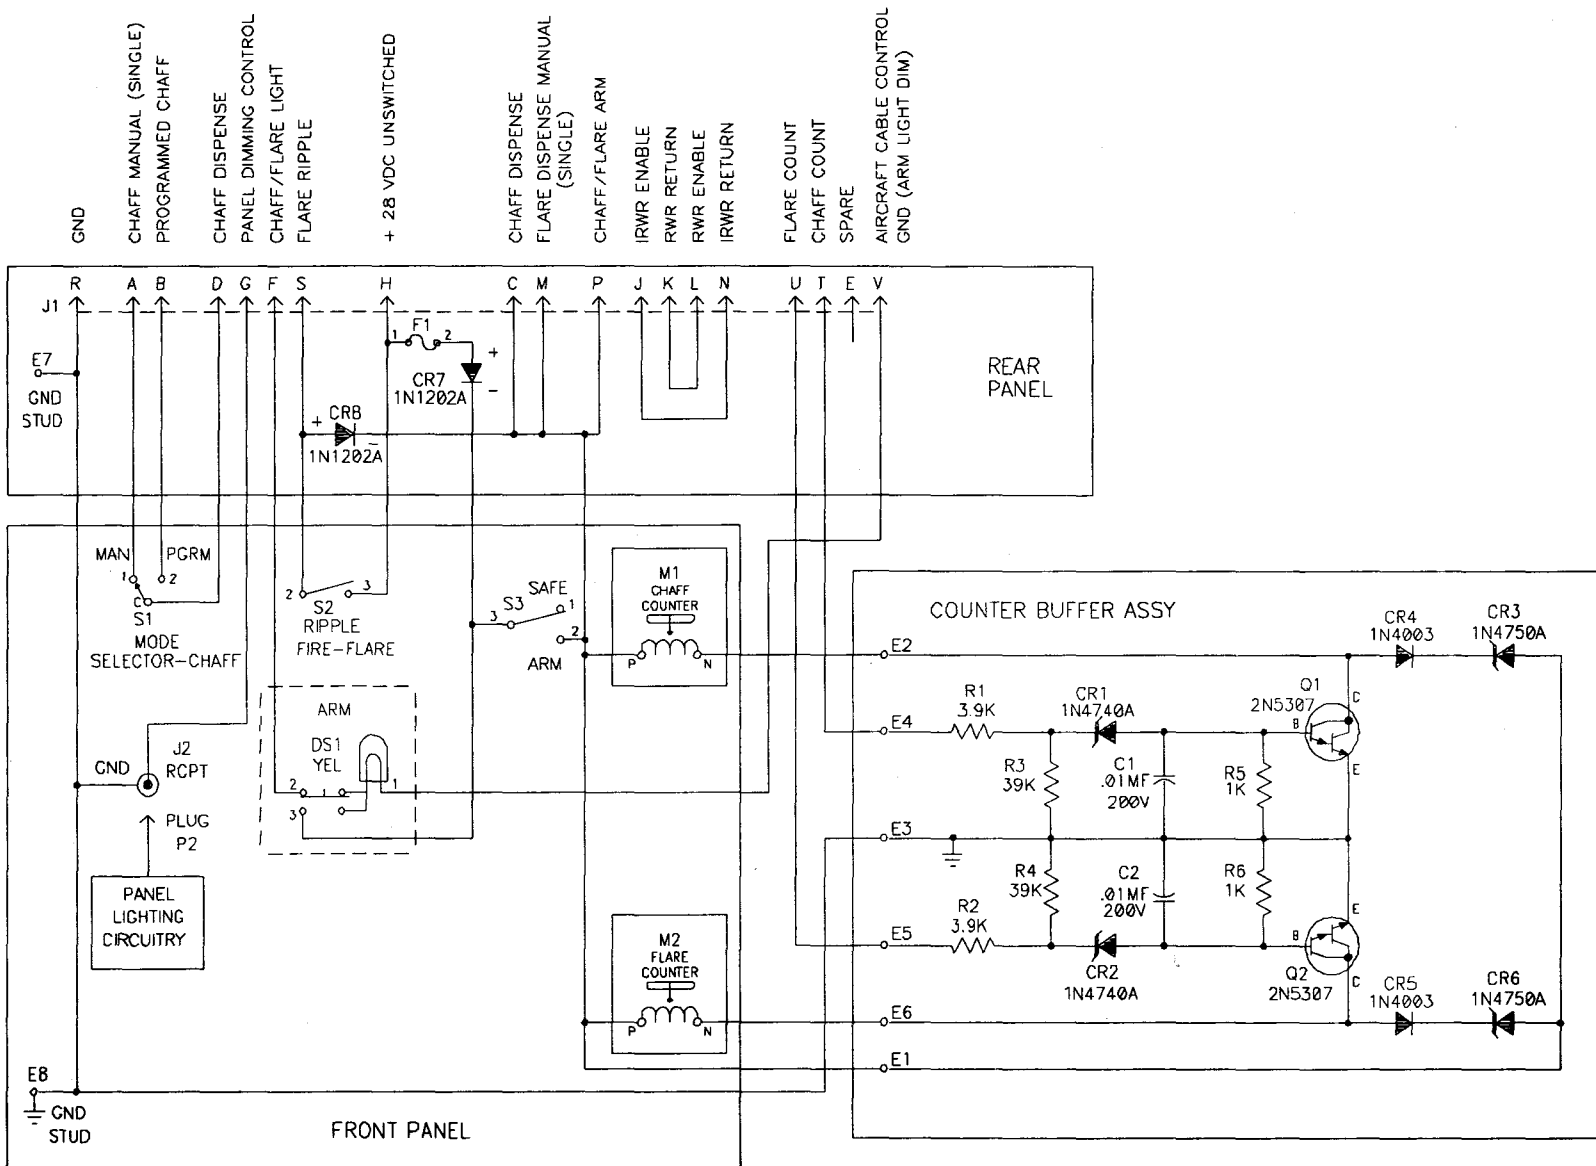 GND
CHAFF MANUAL (SINGLE)
PROGRAMMED CHAFF
CHAFF DISPENSE
PANEL DIMMING CONTROL
CHAFF/FLARE LIGHT
FLARE RIPPLE
+ 28 VDC UNSWITCHED
CHAFF DISPENSE
FLARE DISPENSE MANUAL
(SINGLE)
CHAFF/FLARE ARM
IRWR ENABLE
RWR RETURN
RWR ENABLE
IRWR RETURN
FLARE COUNT
CHAFF COUNT
SPARE
AIRCRAFT CABLE CONTROL
GND (ARM LIGHT DIM)
R A B D G F S H C M P J K L N U T E V
J1
F1
1 2
E7
GND
STUD
+
CR7
1N1202A
-
+ CR8
-
1N1202A
REAR
PANEL
MAN PGRM
1 2
C
S1
MODE
SELECTOR-CHAFF
2 3
S2
RIPPLE
FIRE-FLARE
SAFE
3 S3 1
2
ARM
M1
CHAFF
COUNTER
P N
COUNTER BUFFER ASSY
CR4
1N4003
CR3
1N4750A
E2
ARM
DS1
YEL
2 1
1
3
J2
RCPT
GND
PLUG
P2
PANEL
LIGHTING
CIRCUITRY
E4
R1
3.9K
CR1
1N4740A
Q1
2N5307
B
C
E
R3
39K
C1
.01MF
200V
R5
1K
E3
R4
39K
C2
.01MF
200V
R6
1K
M2
FLARE
COUNTER
P N
R2
3.9K
E5
CR2
1N4740A
E
B
Q2
2N5307
C
CR5
1N4003
CR6
1N4750A
E6
E1
E8
GND
STUD
FRONT PANEL